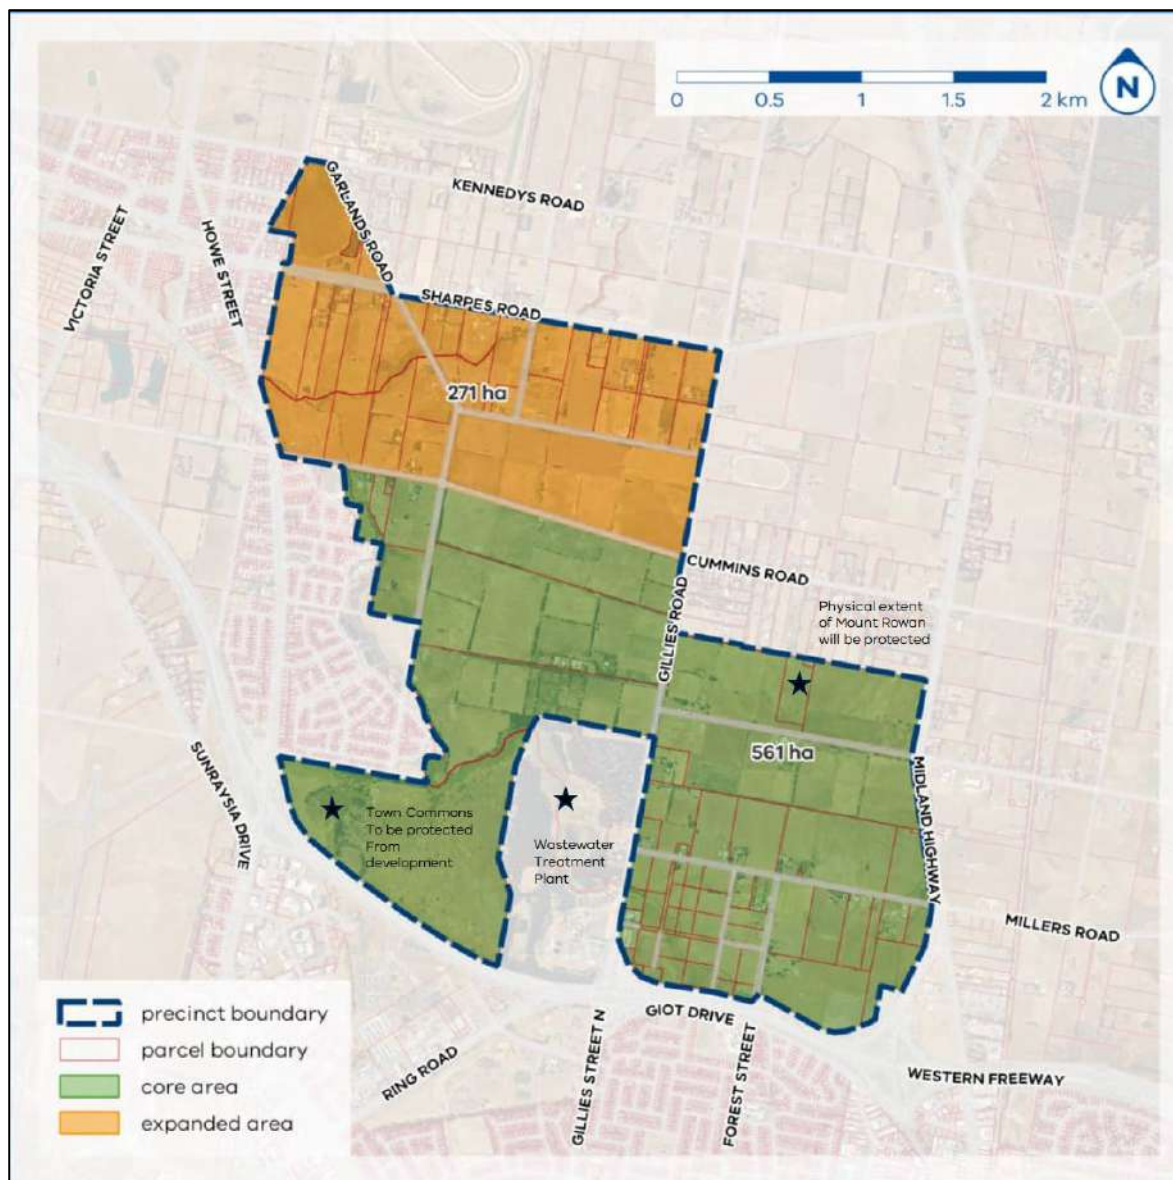 0 0.5 1 1.5 2 km
N
KENNEDYS ROAD
GARLANDS ROAD
VICTORIA STREET
HOWE STREET
SHARPES ROAD
271 ha
CUMMINS ROAD
GILLIES ROAD
Physical extent
of Mount Rowan
will be protected
561 ha
SUNRAYSIA DRIVE
MIDLAND HIGHWAY
Town Commons
To be protected
From
development
Wastewater
Treatment
Plant
MILLERS ROAD
GIOT DRIVE
RING ROAD
GILLIES STREET N
FOREST STREET
WESTERN FREEWAY
precinct boundary
parcel boundary
core area
expanded area